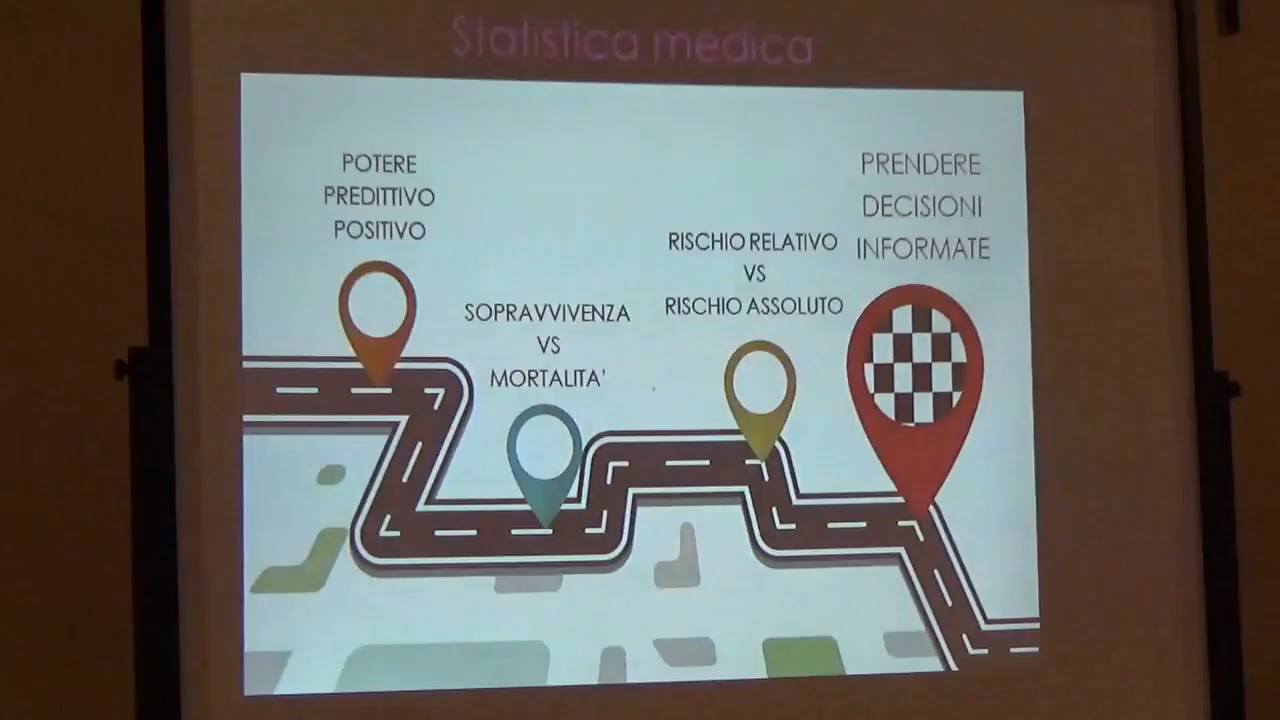 Statistica medica
POTERE
PREDITTIVO
POSITIVO
SOPRAVVIVENZA
VS
MORTALITA'
RISCHIO RELATIVO
VS
RISCHIO ASSOLUTO
PRENDERE
DECISIONI
INFORMATE